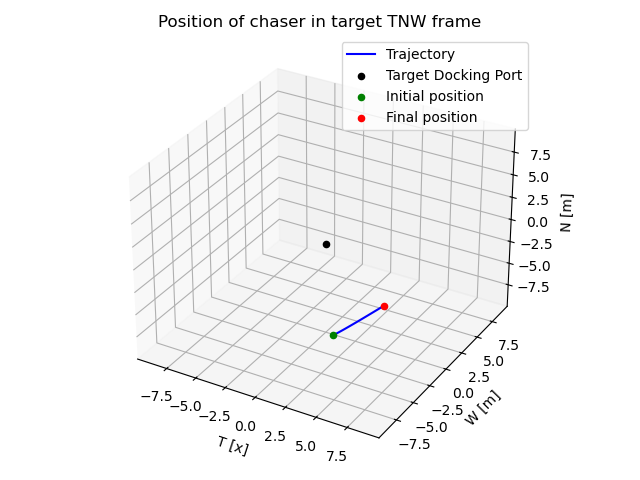 Position of chaser in target TNW frame
Trajectory
Target Docking Port
Initial position
Final position
7.5
5.0
2.5
0.0
−2.5
−5.0
−7.5
N [m]
7.5
5.0
2.5
0.0
−2.5
−5.0
−7.5
W [m]
−7.5
−5.0
−2.5
0.0
2.5
5.0
7.5
T [x]